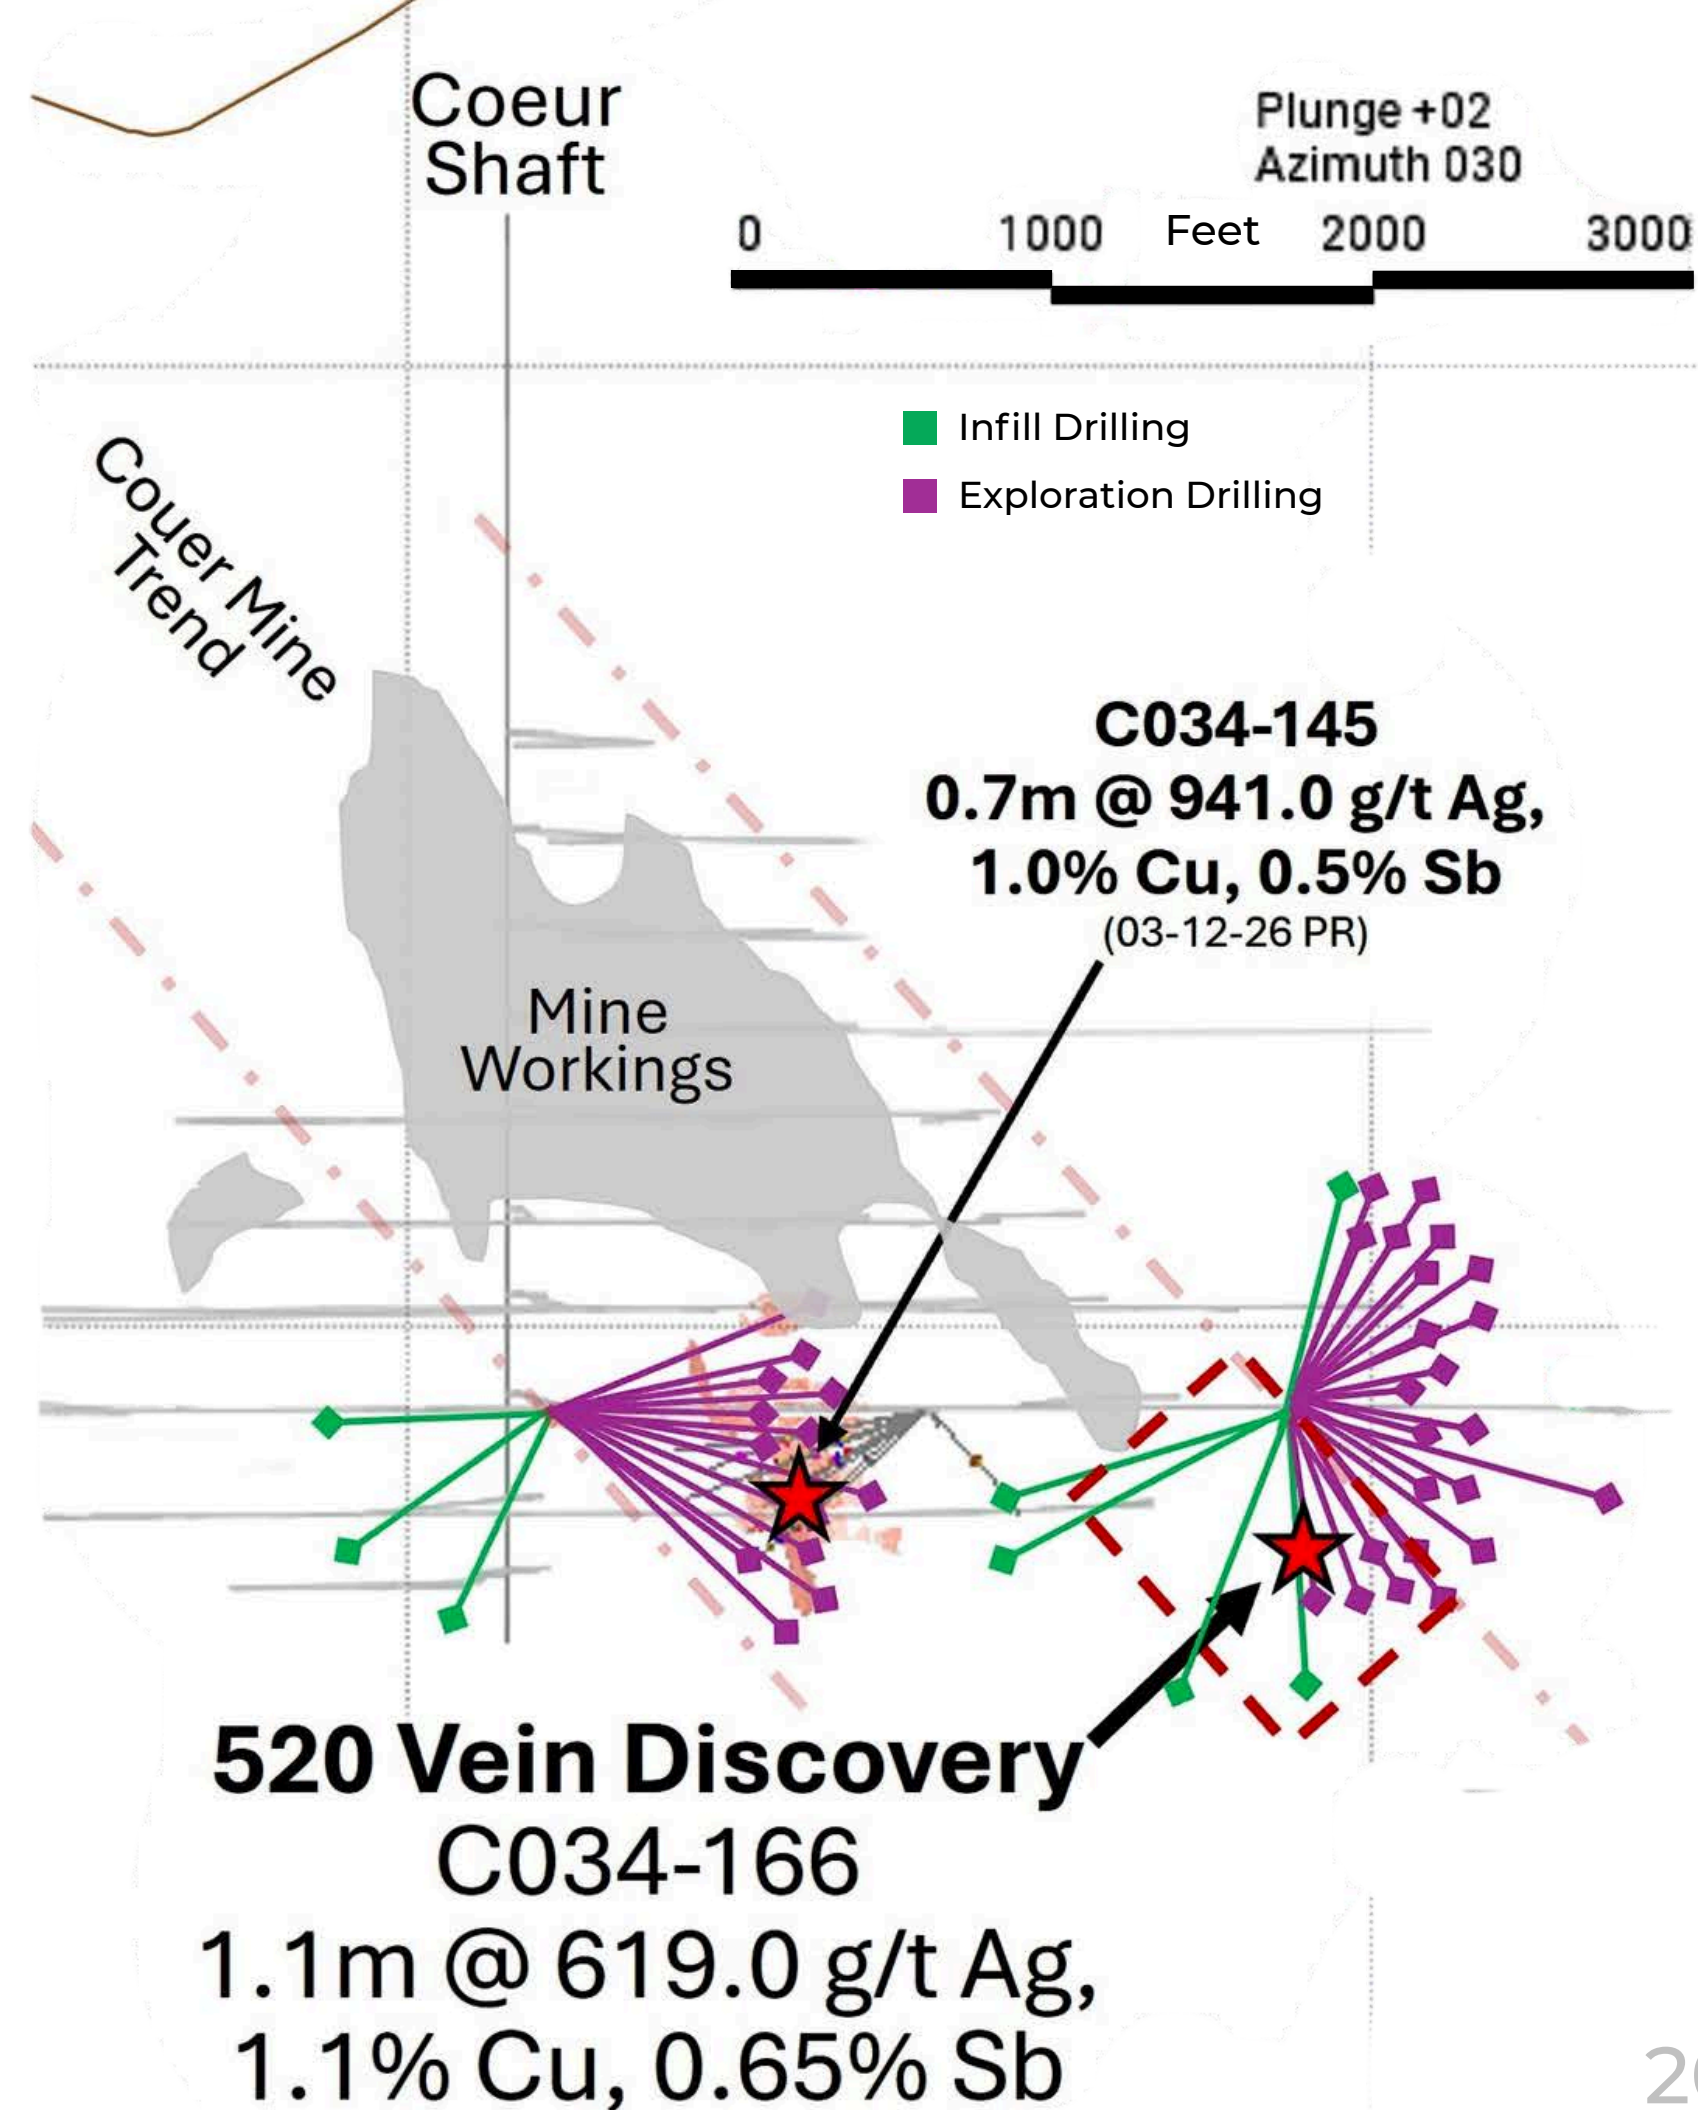 Coeur
Shaft
Plunge +02
Azimuth 030
0 1000 Feet 2000 3000
Infill Drilling
Exploration Drilling
Couer Mine
Trend
C034-145
0.7m @ 941.0 g/t Ag,
1.0% Cu, 0.5% Sb
(03-12-26 PR)
Mine
Workings
520 Vein Discovery
C034-166
1.1m @ 619.0 g/t Ag,
1.1% Cu, 0.65% Sb